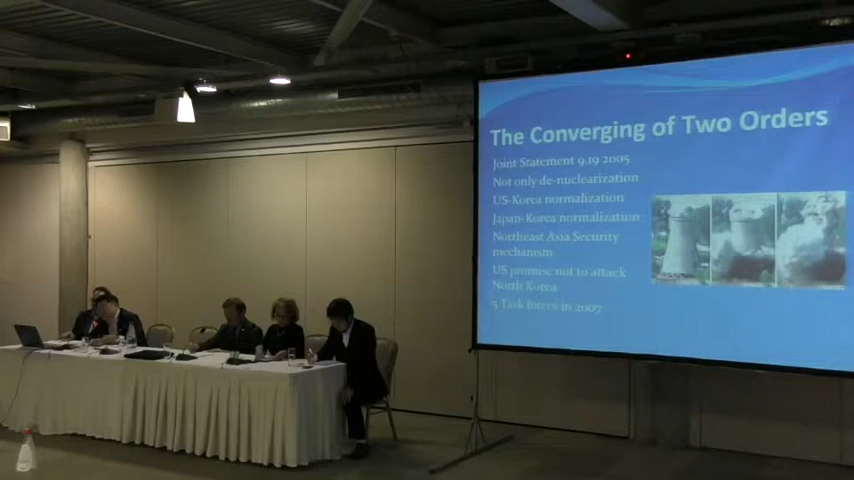 The Converging of Two Orders
Joint Statement 9.19 2005
Not only de-nuclearization
US-Korea normalization
Japan-Korea normalization
Northeast Asia Security
mechanism
US promise not to attack
North Korea
5 Task forces in 2007